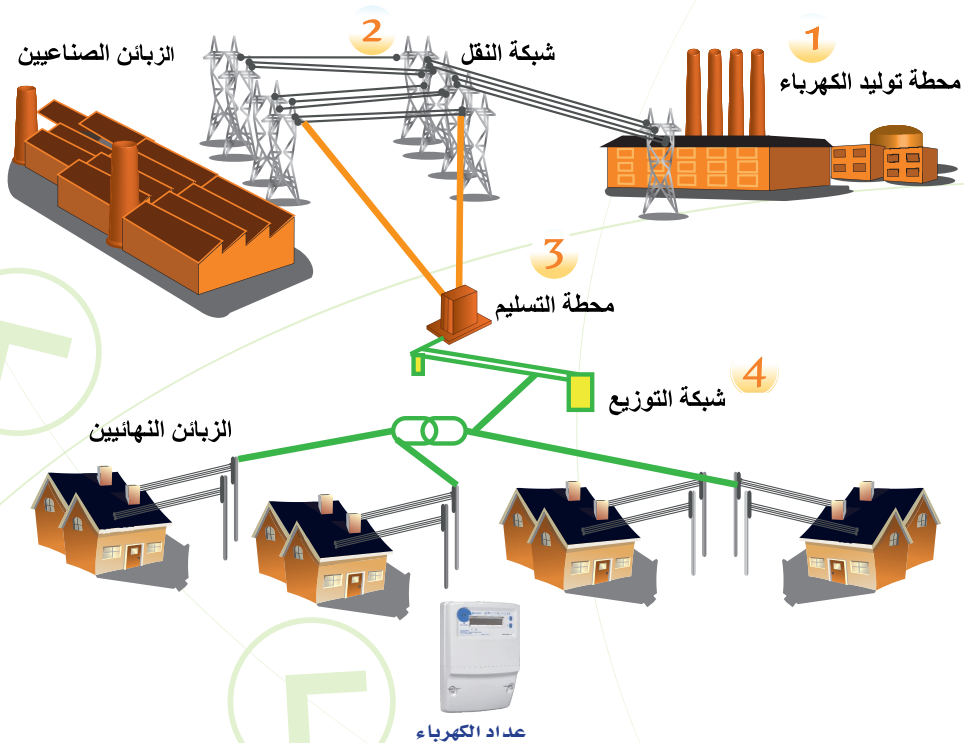 1
محطة توليد الكهرباء
2
شبكة النقل
الزبائن الصناعيين
3
محطة التسليم
4
شبكة التوزيع
الزبائن النهائيين
عداد الكهرباء